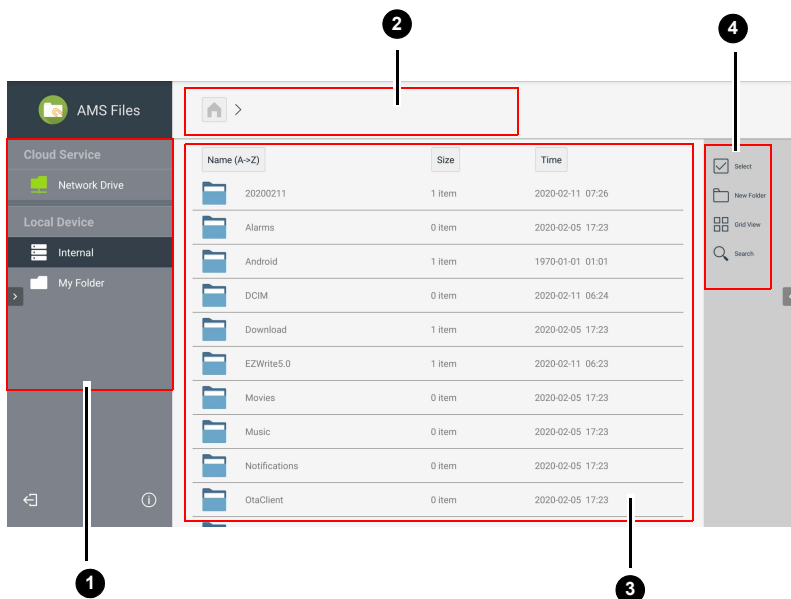 2
4
AMS Files
>
Cloud Service
Network Drive
Local Device
Internal
My Folder
Name (A->Z) Size Time
20200211 1 item 2020-02-11 07:26
Alarms 0 item 2020-02-05 17:23
Android 1 item 1970-01-01 01:01
DCIM 0 item 2020-02-11 06:24
Download 1 item 2020-02-05 17:23
EZWrite5.0 1 item 2020-02-11 06:23
Movies 0 item 2020-02-05 17:23
Music 0 item 2020-02-05 17:23
Notifications 0 item 2020-02-05 17:23
OtaClient 0 item 2020-02-05 17:23
Select
New Folder
Grid View
Search
1
3